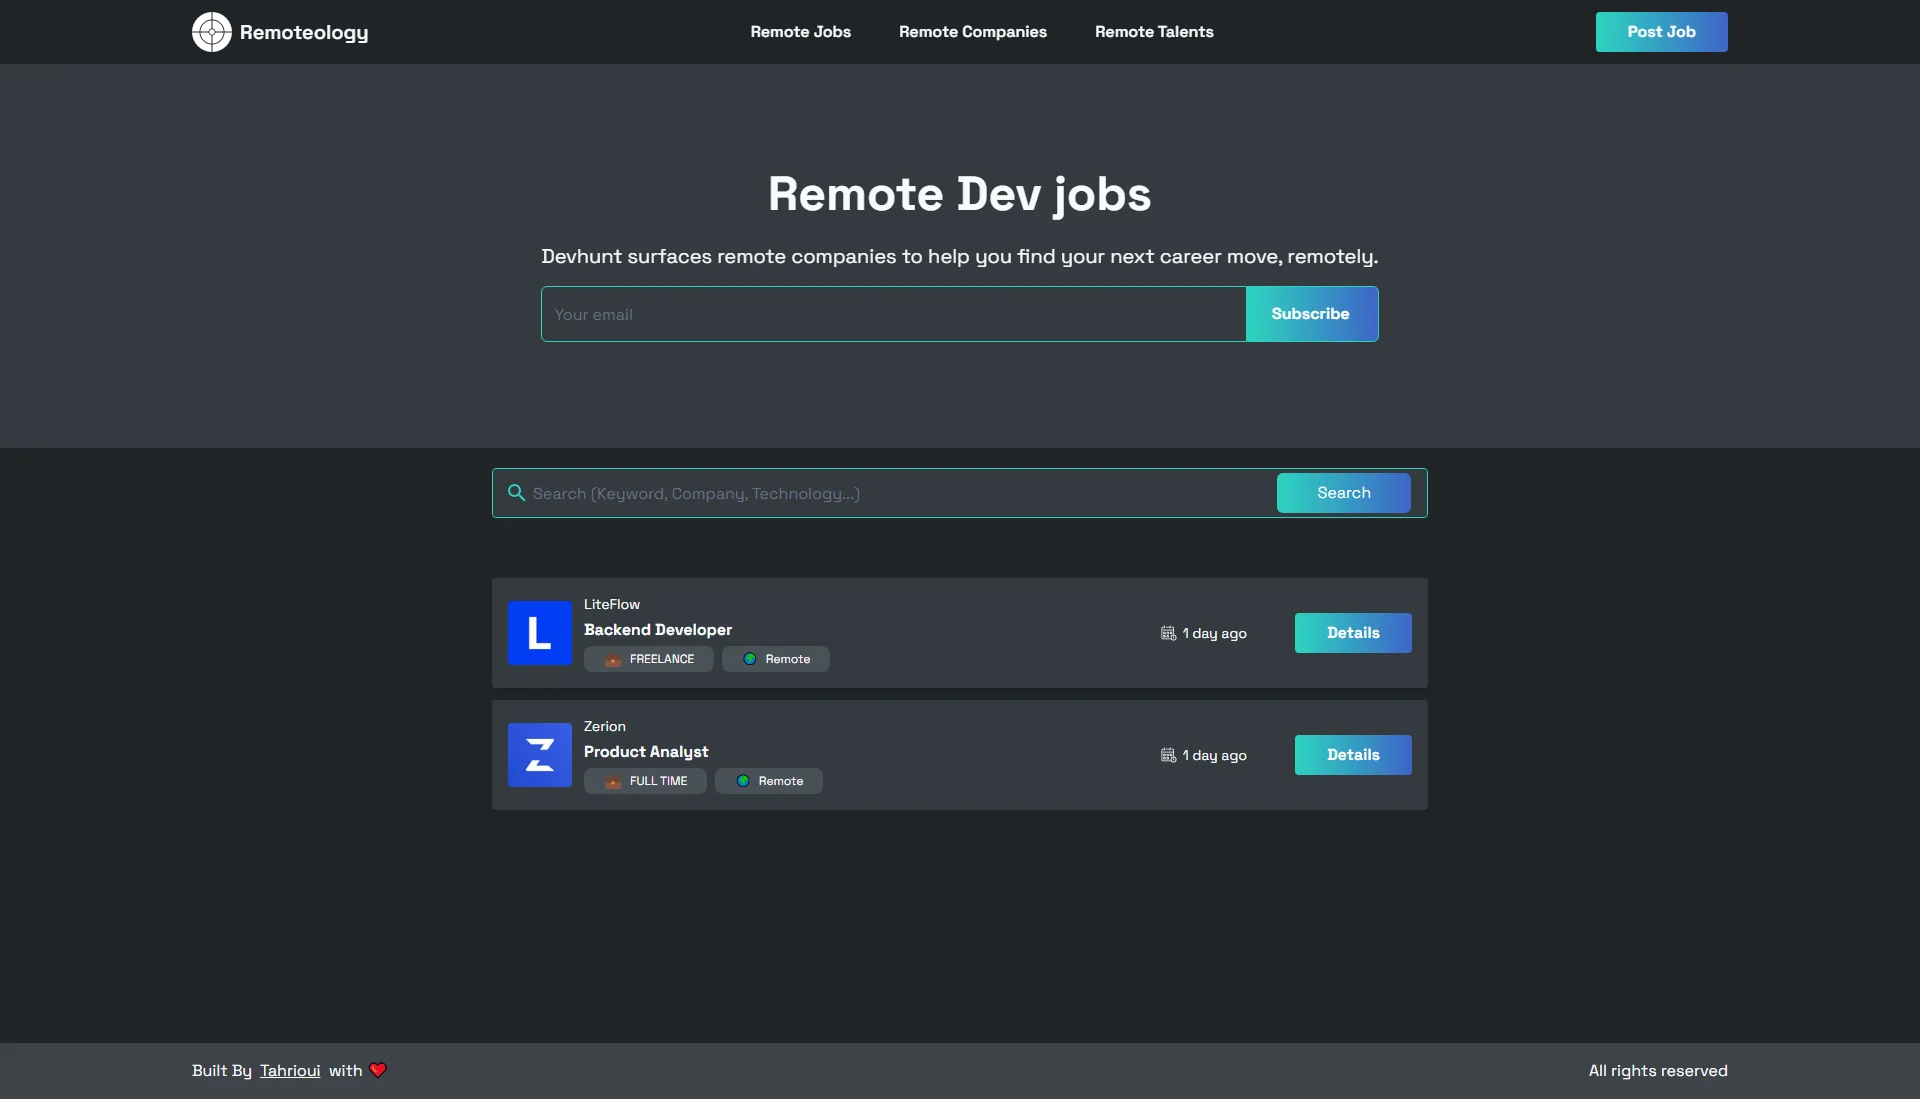 Remoteology
Remote Jobs
Remote Companies
Remote Talents
Post Job
Remote Dev jobs
Devhunt surfaces remote companies to help you find your next career move, remotely.
Your email
Subscribe
Search (Keyword, Company, Technology...)
Search
L
LiteFlow
Backend Developer
FREELANCE
Remote
1 day ago
Details
Z
Zerion
Product Analyst
FULL TIME
Remote
1 day ago
Details
Built By Tahrioui with
All rights reserved